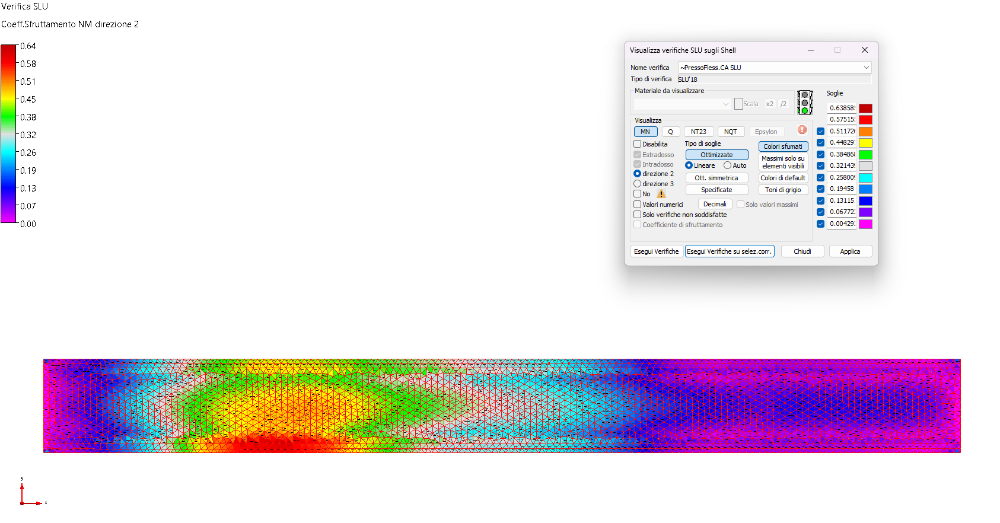 Verifica SLU
Coeff.Sfruttamento NM direzione 2
0.64
0.58
0.51
0.45
0.38
0.32
0.26
0.19
0.13
0.07
0.00
Visualizza verifiche SLU sugli Shell
Nome verifica ~PressoFless.CA SLU
Tipo di verifica SLU'18
Materiale da visualizzare
Scala x2 /2
Visualizza
MN Q NT23 NQT Epsylon
Disabilita
Estradosso
Intradosso
direzione 2
direzione 3
No
Valori numerici
Solo verifiche non soddisfatte
Coefficiente di sfruttamento
Tipo di soglie
Ottimizzate
Lineare Auto
Ott. simmetrica
Specificate
Decimali
Solo valori massimi
Colori sfumati
Massimi solo su
elementi visibili
Colori di default
Toni di grigio
Soglie
0.63858
0.57515
0.51172
0.44829
0.38486
0.32143
0.25800
0.19458
0.13115
0.06772
0.00429
Esegui Verifiche
Esegui Verifiche su selez.corr.
Chiudi
Applica
y
x